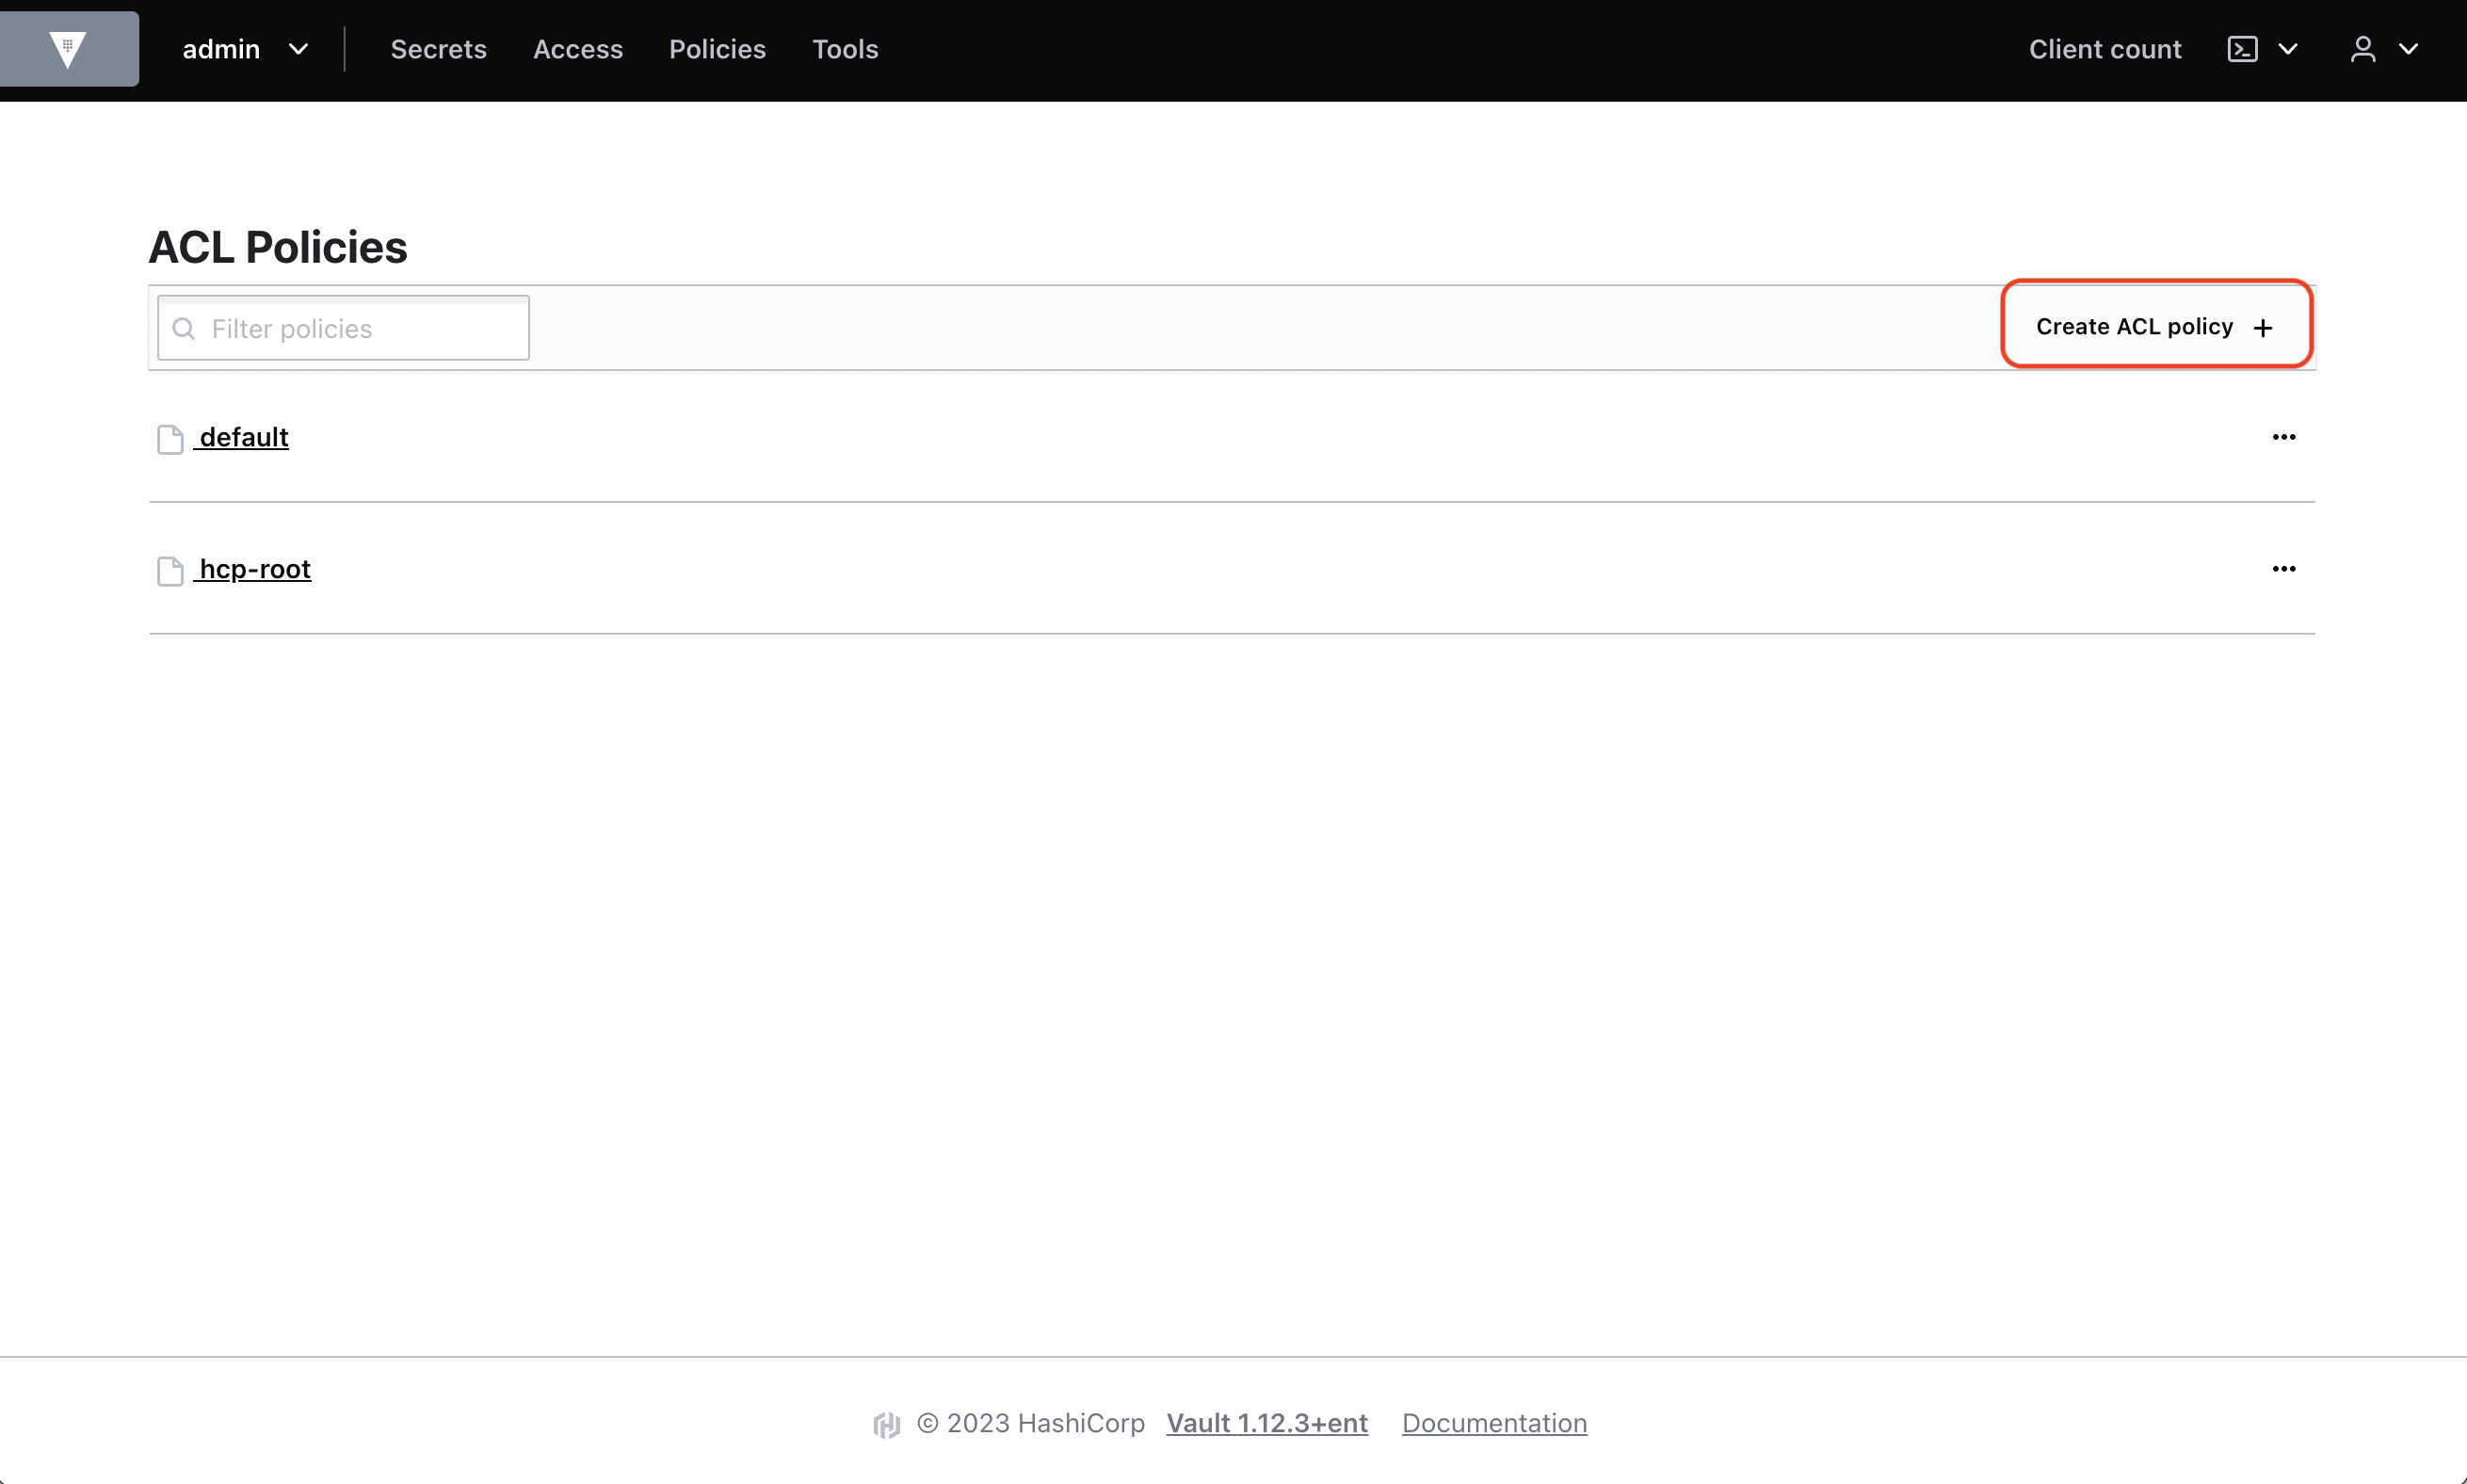 admin Secrets Access Policies Tools Client count
ACL Policies
Filter policies Create ACL policy +
default
hcp-root
© 2023 HashiCorp Vault 1.12.3+ent Documentation